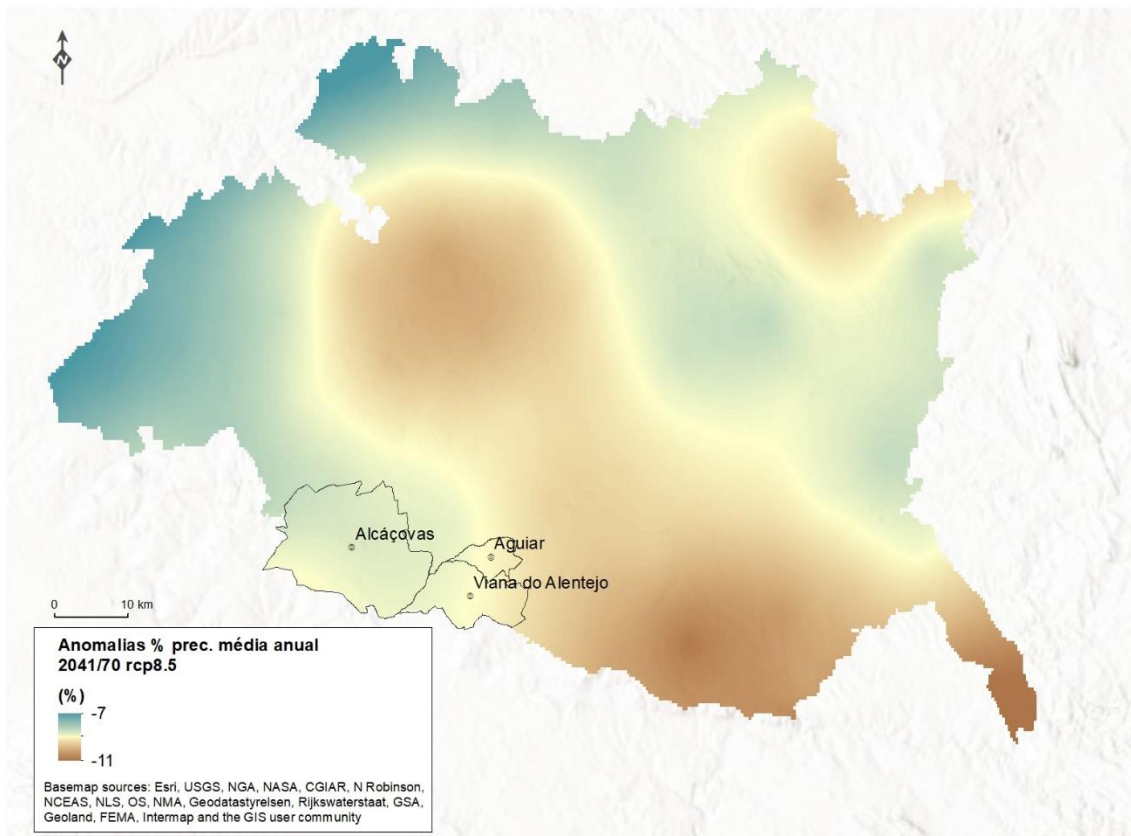 N
Alcáçovas
Aguiar
Viana do Alentejo
0 10 km
Anomalias % prec. média anual
2041/70 rcp8.5
(%)
-7
-11
Basemap sources: Esri, USGS, NGA, NASA, CGIAR, N Robinson,
NCEAS, NLS, OS, NMA, Geodatastyrelsen, Rijkswaterstaat, GSA,
Geoland, FEMA, Intermap and the GIS user community